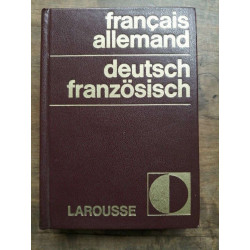 français
allemand
deutsch
französisch
LAROUSSE